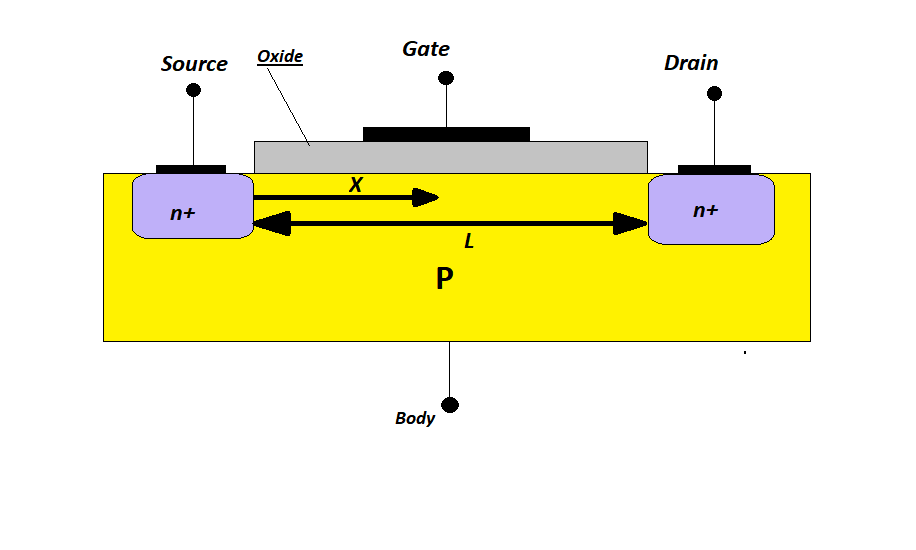 Source
Oxide
Gate
Drain
n+
X
n+
L
P
Body